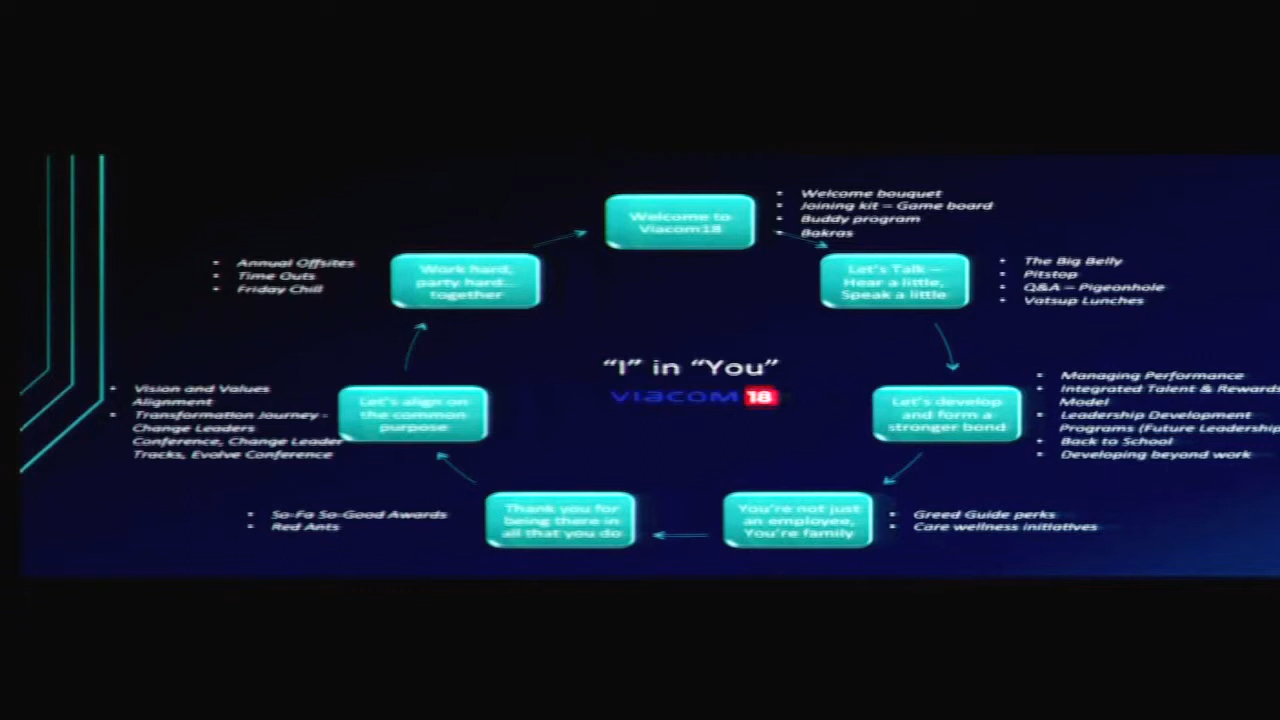 Welcome to
Viacom18
• Welcome bouquet
• Joining kit – Game board
• Buddy program
• Bakras
Let's Talk –
Hear a little,
Speak a little
• The Big Belly
• Pitstop
• Q&A – Pigeonhole
• Vatsup Lunches
Let's develop
and form a
stronger bond
• Managing Performance
• Integrated Talent & Rewards
Model
• Leadership Development
Programs (Future Leadership
• Back to School
• Developing beyond work
You're not just
an employee,
You're family
• Greed Guide perks
• Care wellness initiatives
Thank you for
being there in
all that you do
• So-Fa So-Good Awards
• Red Ants
Let's align on
the common
purpose
• Vision and Values
Alignment
• Transformation Journey -
Change Leaders
Conference, Change Leader
Tracks, Evolve Conference
Work hard,
party hard...
together
• Annual Offsites
• Time Outs
• Friday Chill
“I” in “You”
VIACOM 18